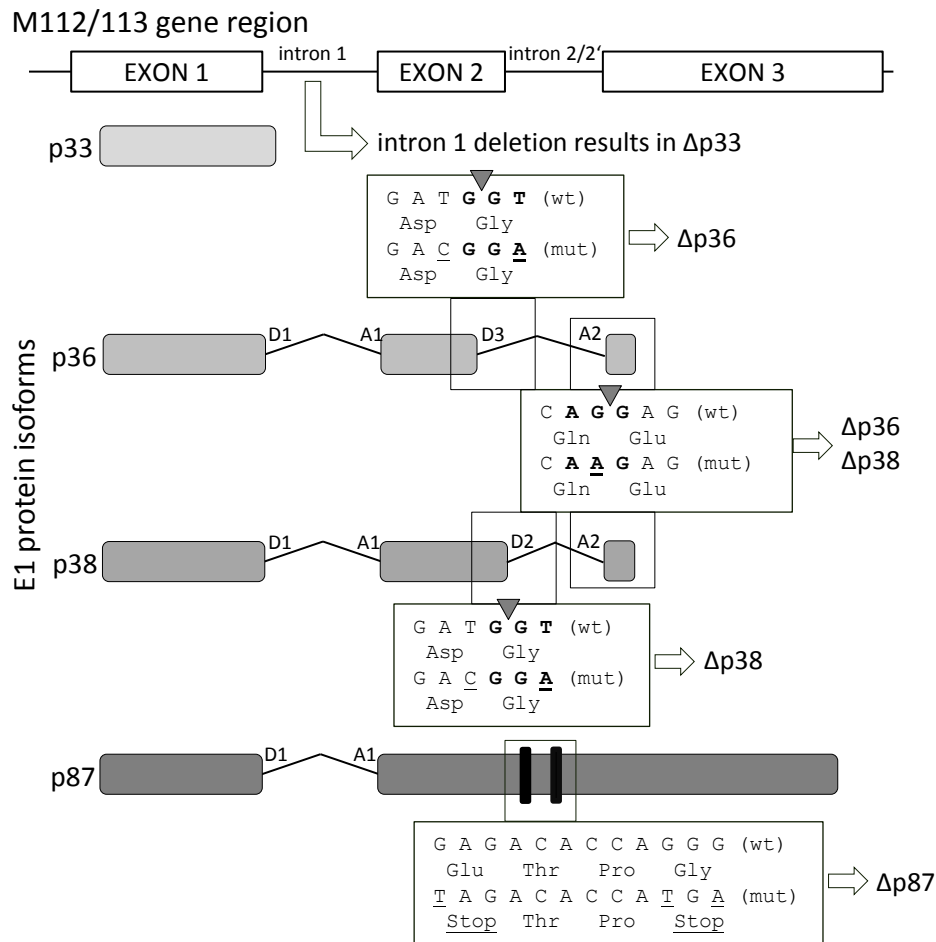 M112/113 gene region
intron 1
intron 2/2‘
EXON 1
EXON 2
EXON 3
p33
intron 1 deletion results in Δp33
G A T G G T (wt)
Asp Gly
G A C G G A (mut)
Asp Gly
Δp36
E1 protein isoforms
p36
D1
A1
D3
A2
C A G G A G (wt)
Gln Glu
C A A G A G (mut)
Gln Glu
Δp36
Δp38
p38
D1
A1
D2
A2
G A T G G T (wt)
Asp Gly
G A C G G A (mut)
Asp Gly
Δp38
p87
D1
A1
G A G A C A C C A G G G (wt)
Glu Thr Pro Gly
T A G A C A C C A T G A (mut)
Stop Thr Pro Stop
Δp87